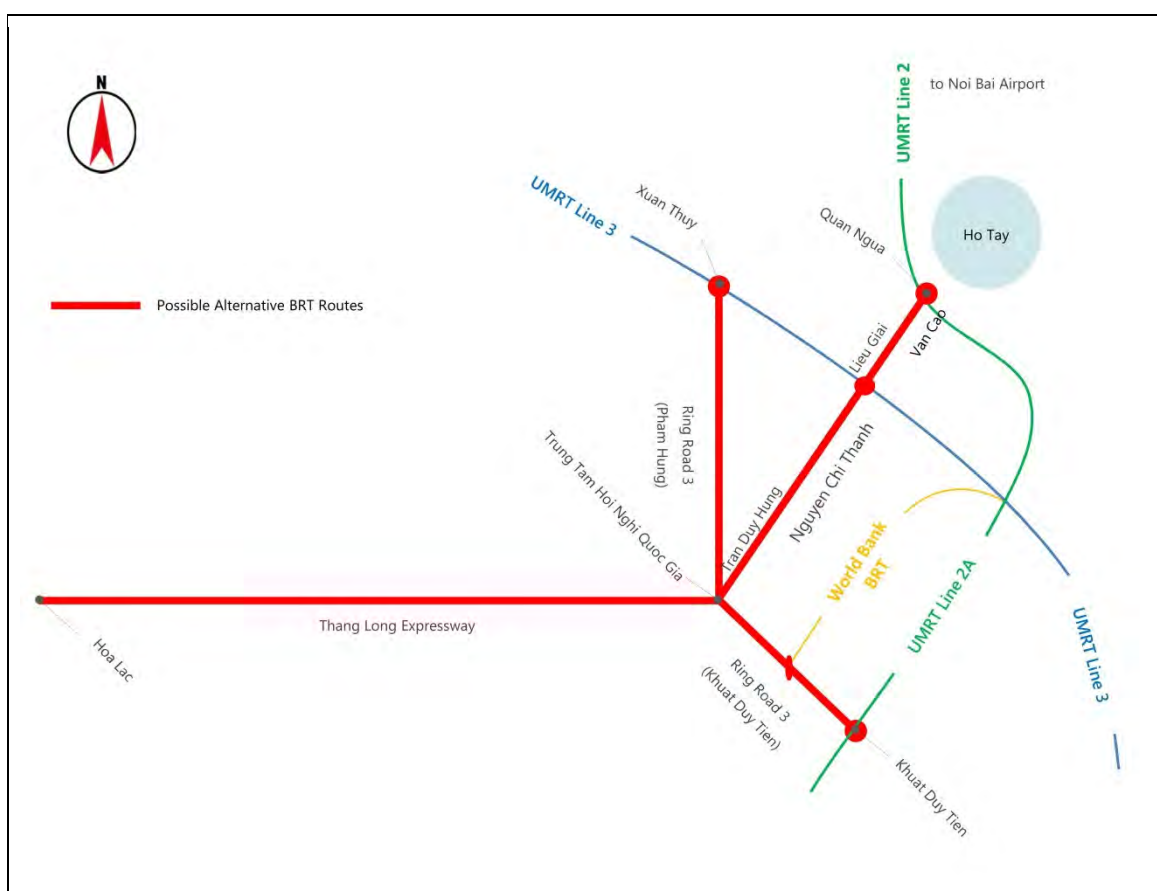 N
UMRT Line 2
to Noi Bai Airport
UMRT Line 3
Xuan Thuy
Quan Ngua
Ho Tay
Possible Alternative BRT Routes
Lieu Giai
Van Cao
Ring Road 3
(Pham Hung)
Trung Tam Hoi Nghi Quoc Gia
Tran Duy Hung
Nguyen Chi Thanh
World Bank
BRT
UMRT Line 2A
Thang Long Expressway
Hoa Lac
Ring Road 3
(Khuat Duy Tien)
UMRT Line 3
Khuat Duy Tien